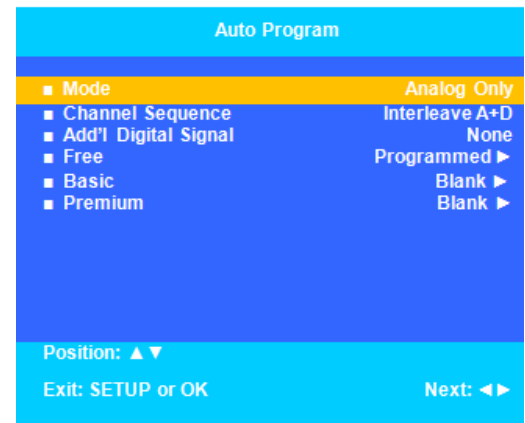 Auto Program
■ Mode Analog Only
■ Channel Sequence Interleave A+D
■ Add'l Digital Signal None
■ Free Programmed ►
■ Basic Blank ►
■ Premium Blank ►
Position: ▲▼
Exit: SETUP or OK Next: ◄►